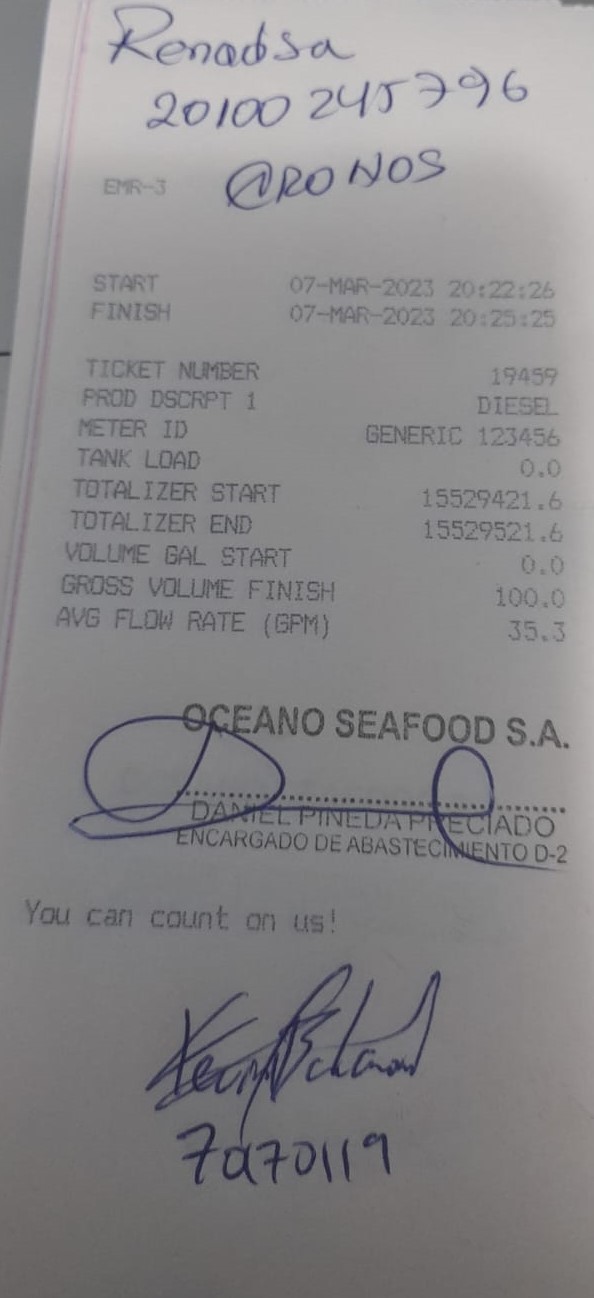 Renadsa
20100245796
EMR-3 CRONOS
START 07-MAR-2023 20:22:26
FINISH 07-MAR-2023 20:25:25
TICKET NUMBER 19459
PROD DSCRPT 1 DIESEL
METER ID GENERIC 123456
TANK LOAD 0.0
TOTALIZER START 15529421.6
TOTALIZER END 15529521.6
VOLUME GAL START 0.0
GROSS VOLUME FINISH 100.0
AVG FLOW RATE (GPM) 35.3
OCEANO SEAFOOD S.A.
DANIEL PINEDA PRECIADO
ENCARGADO DE ABASTECIMIENTO D-2
You can count on us!